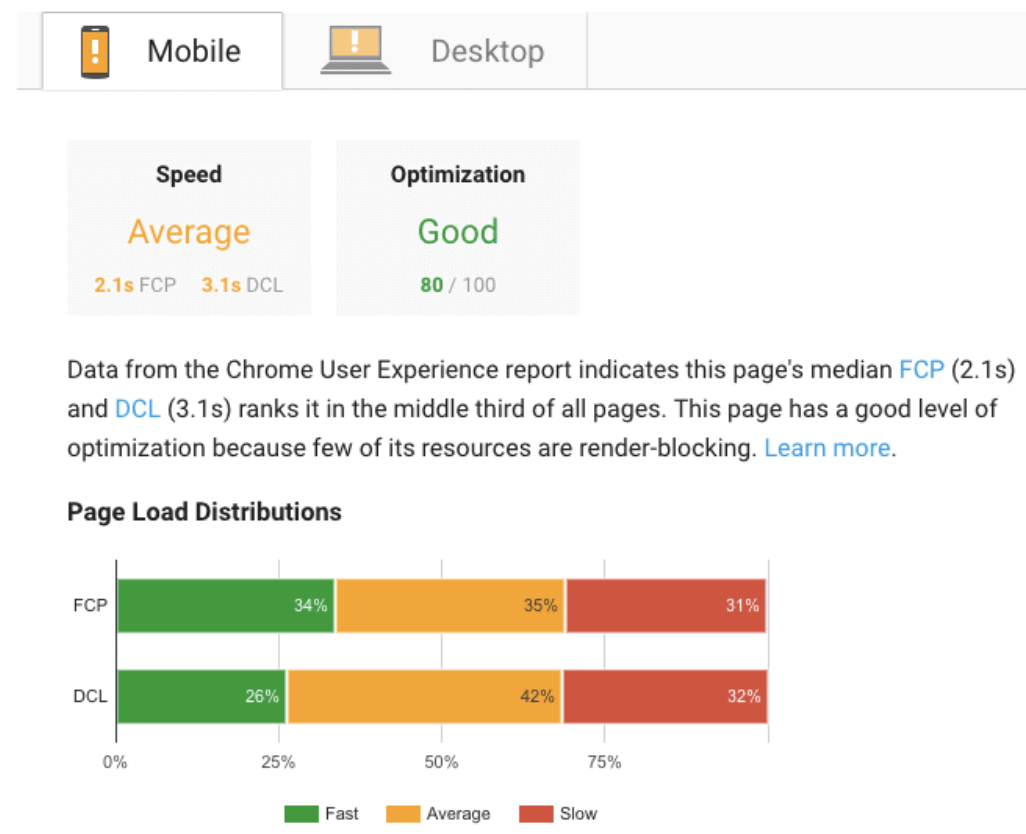 Mobile
Desktop
Speed
Optimization
Average
Good
2.1s FCP 3.1s DCL
80 / 100
Data from the Chrome User Experience report indicates this page's median FCP (2.1s)
and DCL (3.1s) ranks it in the middle third of all pages. This page has a good level of
optimization because few of its resources are render-blocking. Learn more.
Page Load Distributions
FCP 34% 35% 31%
DCL 26% 42% 32%
0% 25% 50% 75%
Fast Average Slow